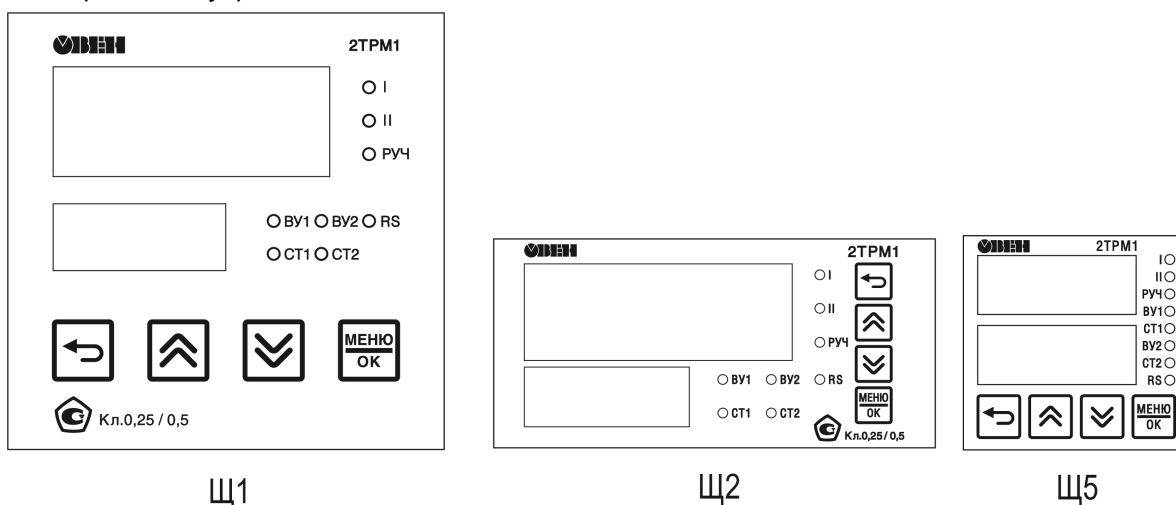 ОВЕН 2ТРМ1
I
II
РУЧ
ВУ1 ВУ2 RS
СТ1 СТ2
МЕНЮ
ОК
Кл.0,25 / 0,5
Щ1
ОВЕН 2ТРМ1
I
II
РУЧ
ВУ1 ВУ2 RS
СТ1 СТ2
МЕНЮ
ОК
Кл.0,25/ 0,5
Щ2
ОВЕН 2ТРМ1
I
II
РУЧ
ВУ1
СТ1
ВУ2
СТ2
RS
МЕНЮ
ОК
Щ5